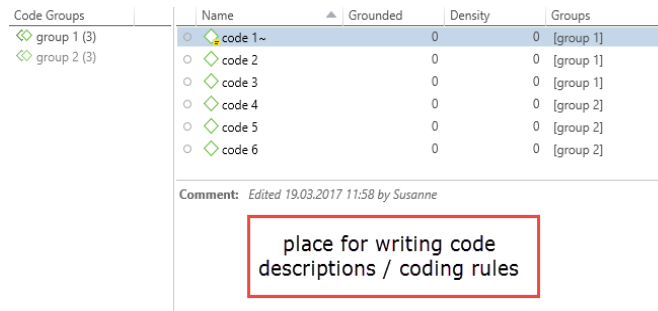 Code Groups
group 1 (3)
group 2 (3)
Name Grounded Density Groups
code 1~ 0 0 [group 1]
code 2 0 0 [group 1]
code 3 0 0 [group 1]
code 4 0 0 [group 2]
code 5 0 0 [group 2]
code 6 0 0 [group 2]
Comment: Edited 19.03.2017 11:58 by Susanne
place for writing code
descriptions / coding rules